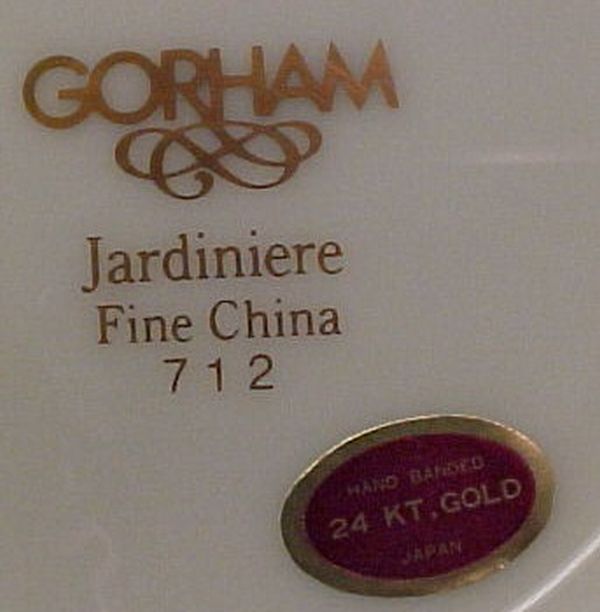 GORHAM
Jardiniere
Fine China
712
HAND BANDED
24 KT. GOLD
JAPAN